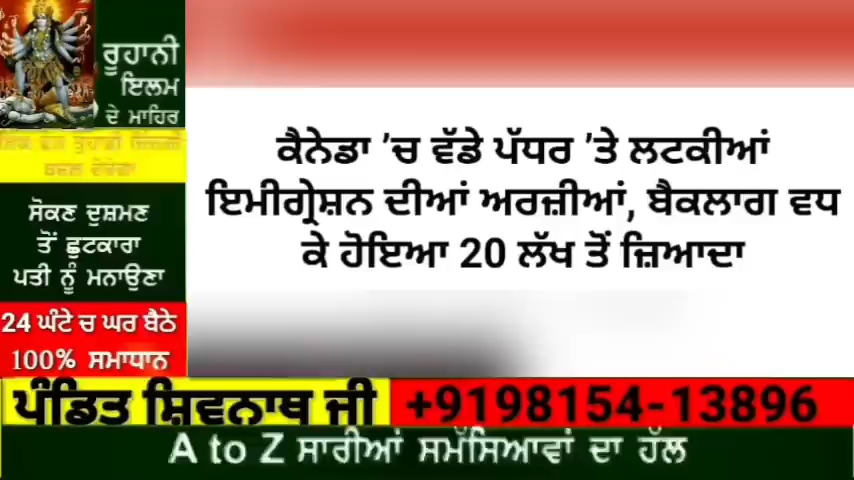 ਰੂਹਾਨੀ
ਇਲਮ
ਦੇ ਮਾਹਿਰ
ਸੋਕਣ ਦੁਸ਼ਮਣ
ਤੋਂ ਛੁਟਕਾਰਾ
ਪਤੀ ਨੂੰ ਮਨਾਉਣਾ
24 ਘੰਟੇ ਚ ਘਰ ਬੈਠੇ
100% ਸਮਾਧਾਨ
ਕੈਨੇਡਾ ’ਚ ਵੱਡੇ ਪੱਧਰ ’ਤੇ ਲਟਕੀਆਂ
ਇਮੀਗ੍ਰੇਸ਼ਨ ਦੀਆਂ ਅਰਜ਼ੀਆਂ, ਬੈਕਲਾਗ ਵਧ
ਕੇ ਹੋਇਆ 20 ਲੱਖ ਤੋਂ ਜ਼ਿਆਦਾ
ਪੰਡਿਤ ਸ਼ਿਵਨਾਥ ਜੀ +9198154-13896
A to Z ਸਾਰੀਆਂ ਸਮੱਸਿਆਵਾਂ ਦਾ ਹੱਲ